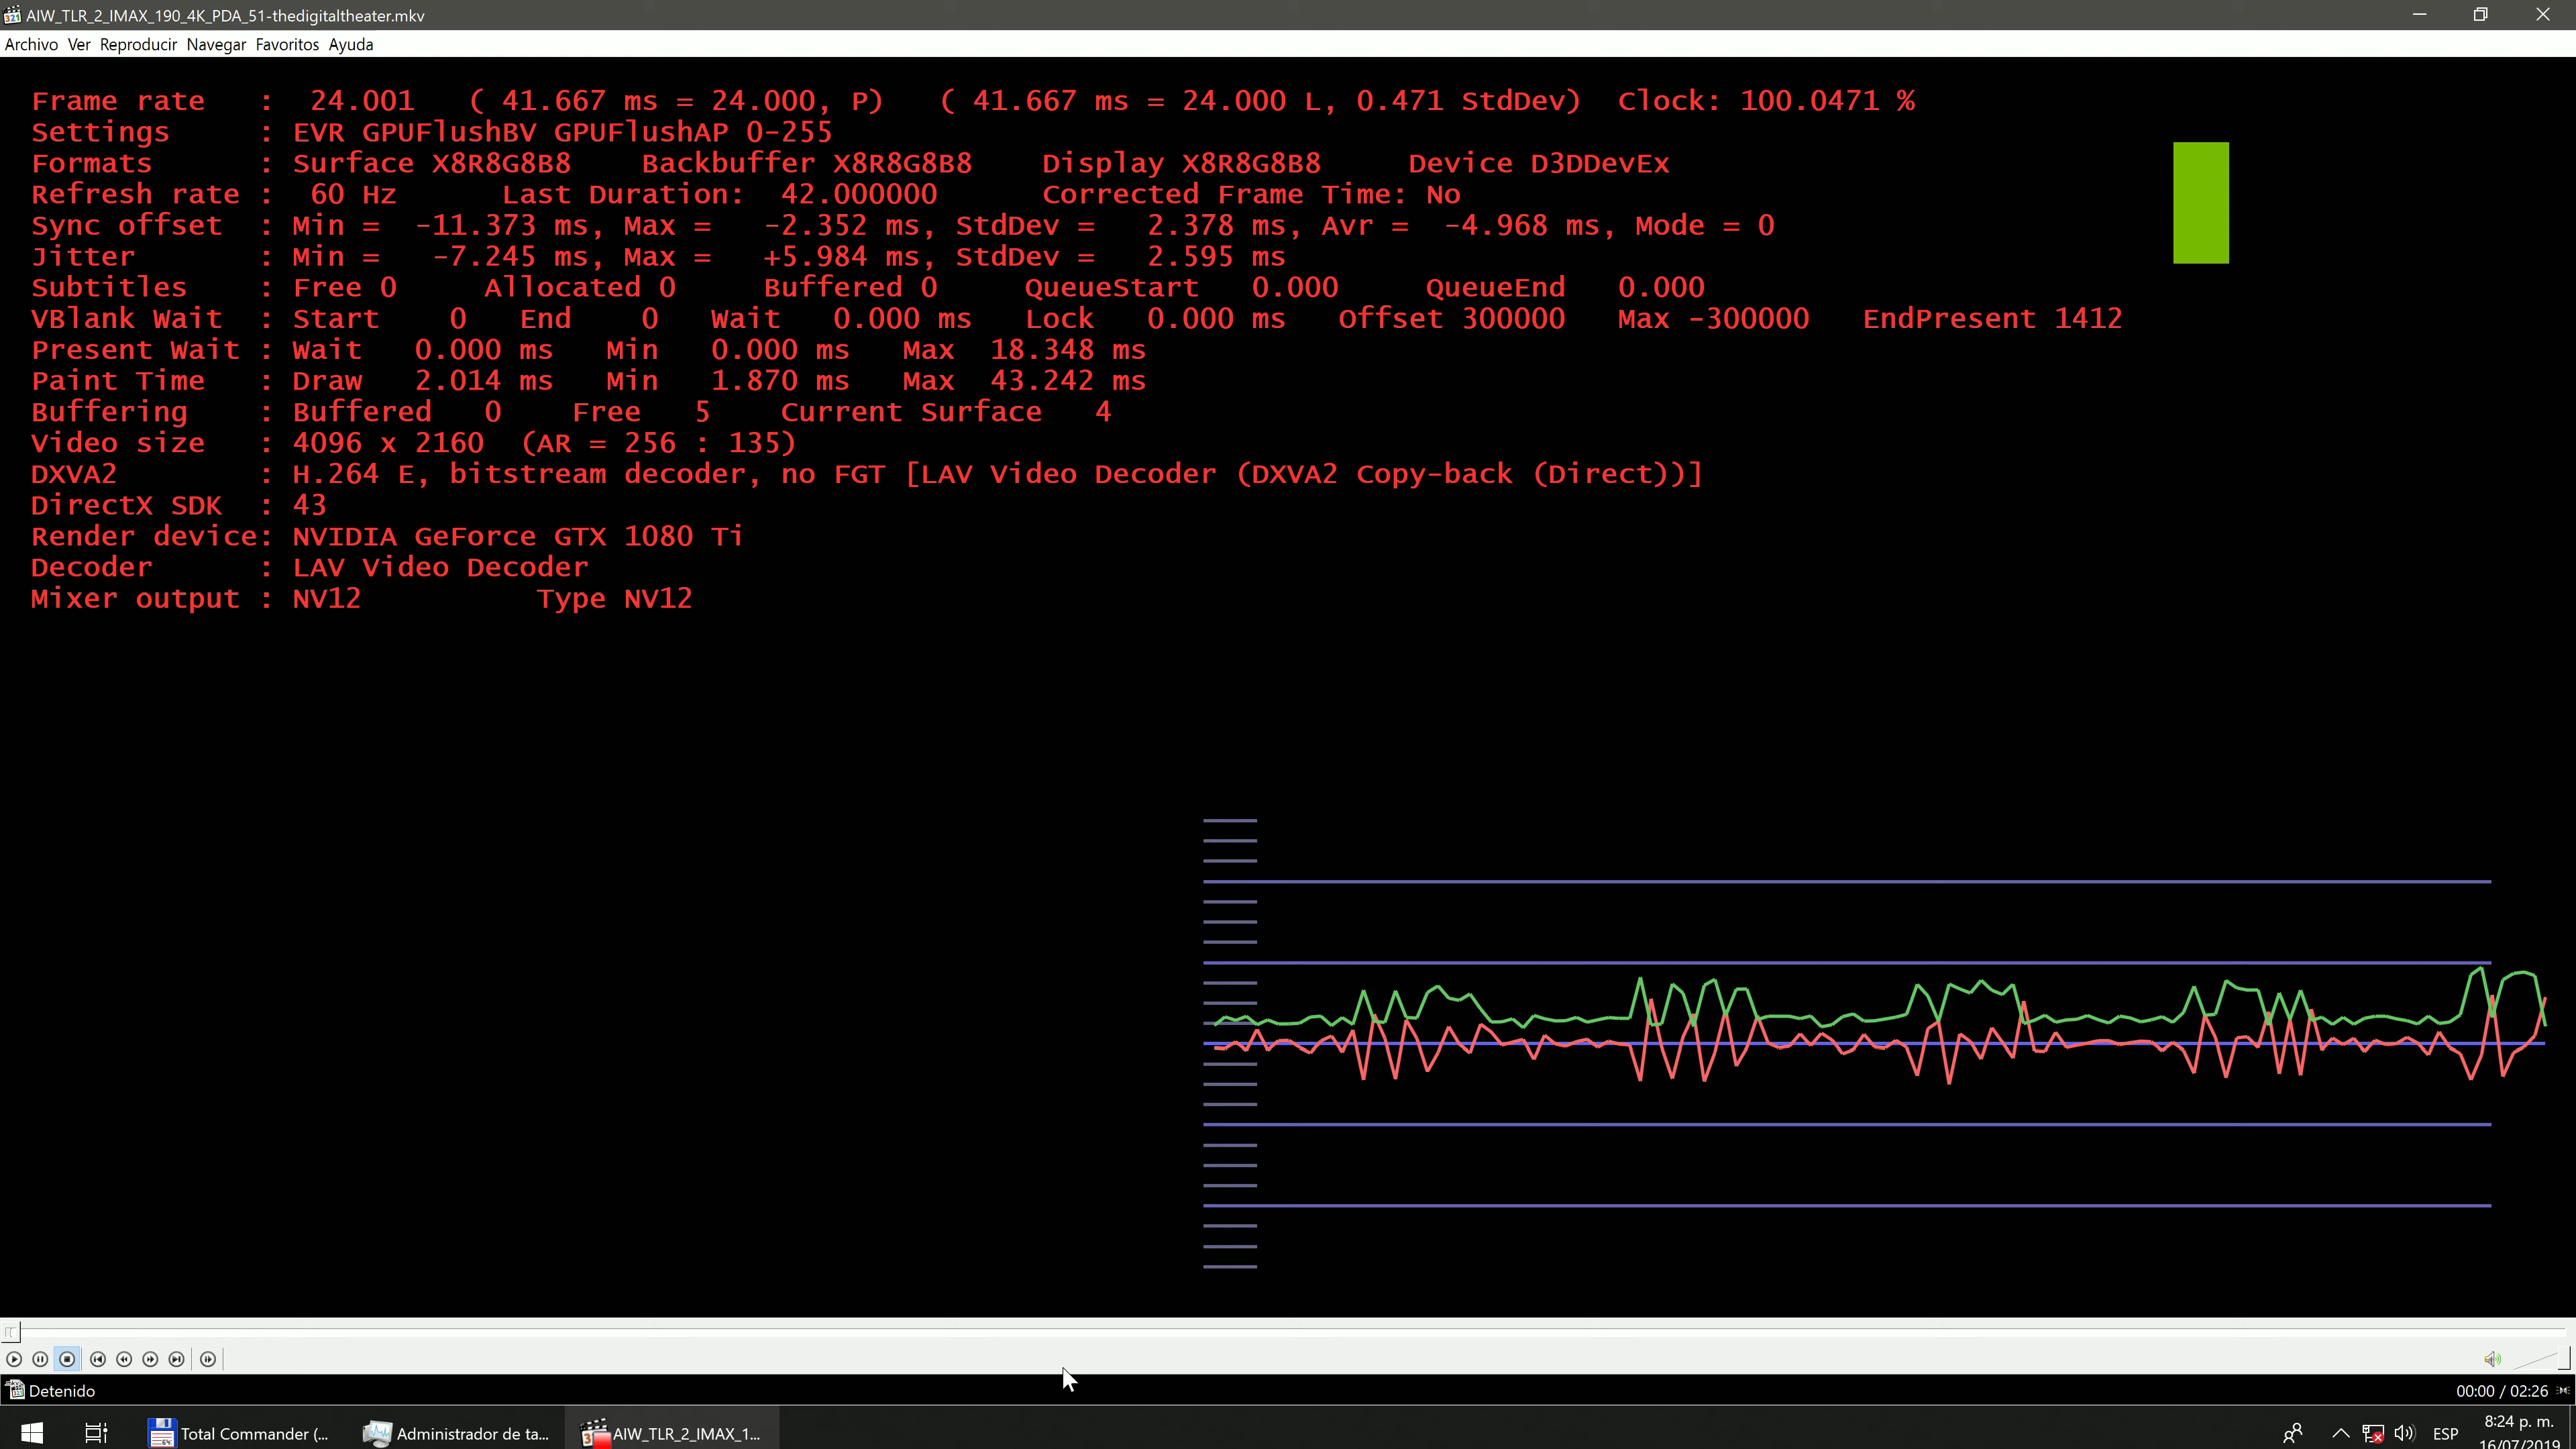 AIW_TLR_2_IMAX_190_4K_PDA_51-thedigitaltheater.mkv
Archivo Ver Reproducir Navegar Favoritos Ayuda
Frame rate : 24.001 ( 41.667 ms = 24.000, P) ( 41.667 ms = 24.000 L, 0.471 StdDev) Clock: 100.0471 %
Settings : EVR GPUFlushBV GPUFlushAP 0-255
Formats : Surface X8R8G8B8 Backbuffer X8R8G8B8 Display X8R8G8B8 Device D3DDevEx
Refresh rate : 60 Hz Last Duration: 42.000000 Corrected Frame Time: No
Sync offset : Min = -11.373 ms, Max = -2.352 ms, StdDev = 2.378 ms, Avr = -4.968 ms, Mode = 0
Jitter : Min = -7.245 ms, Max = +5.984 ms, StdDev = 2.595 ms
Subtitles : Free 0 Allocated 0 Buffered 0 QueueStart 0.000 QueueEnd 0.000
VBlank Wait : Start 0 End 0 Wait 0.000 ms Lock 0.000 ms Offset 300000 Max -300000 EndPresent 1412
Present Wait : Wait 0.000 ms Min 0.000 ms Max 18.348 ms
Paint Time : Draw 2.014 ms Min 1.870 ms Max 43.242 ms
Buffering : Buffered 0 Free 5 Current Surface 4
Video size : 4096 x 2160 (AR = 256 : 135)
DXVA2 : H.264 E, bitstream decoder, no FGT [LAV Video Decoder (DXVA2 Copy-back (Direct))]
DirectX SDK : 43
Render device: NVIDIA GeForce GTX 1080 Ti
Decoder : LAV Video Decoder
Mixer output : NV12 Type NV12
Detenido
00:00 / 02:26
Total Commander (...
Administrador de ta...
AIW_TLR_2_IMAX_1...
ESP
8:24 p. m.
16/07/2019